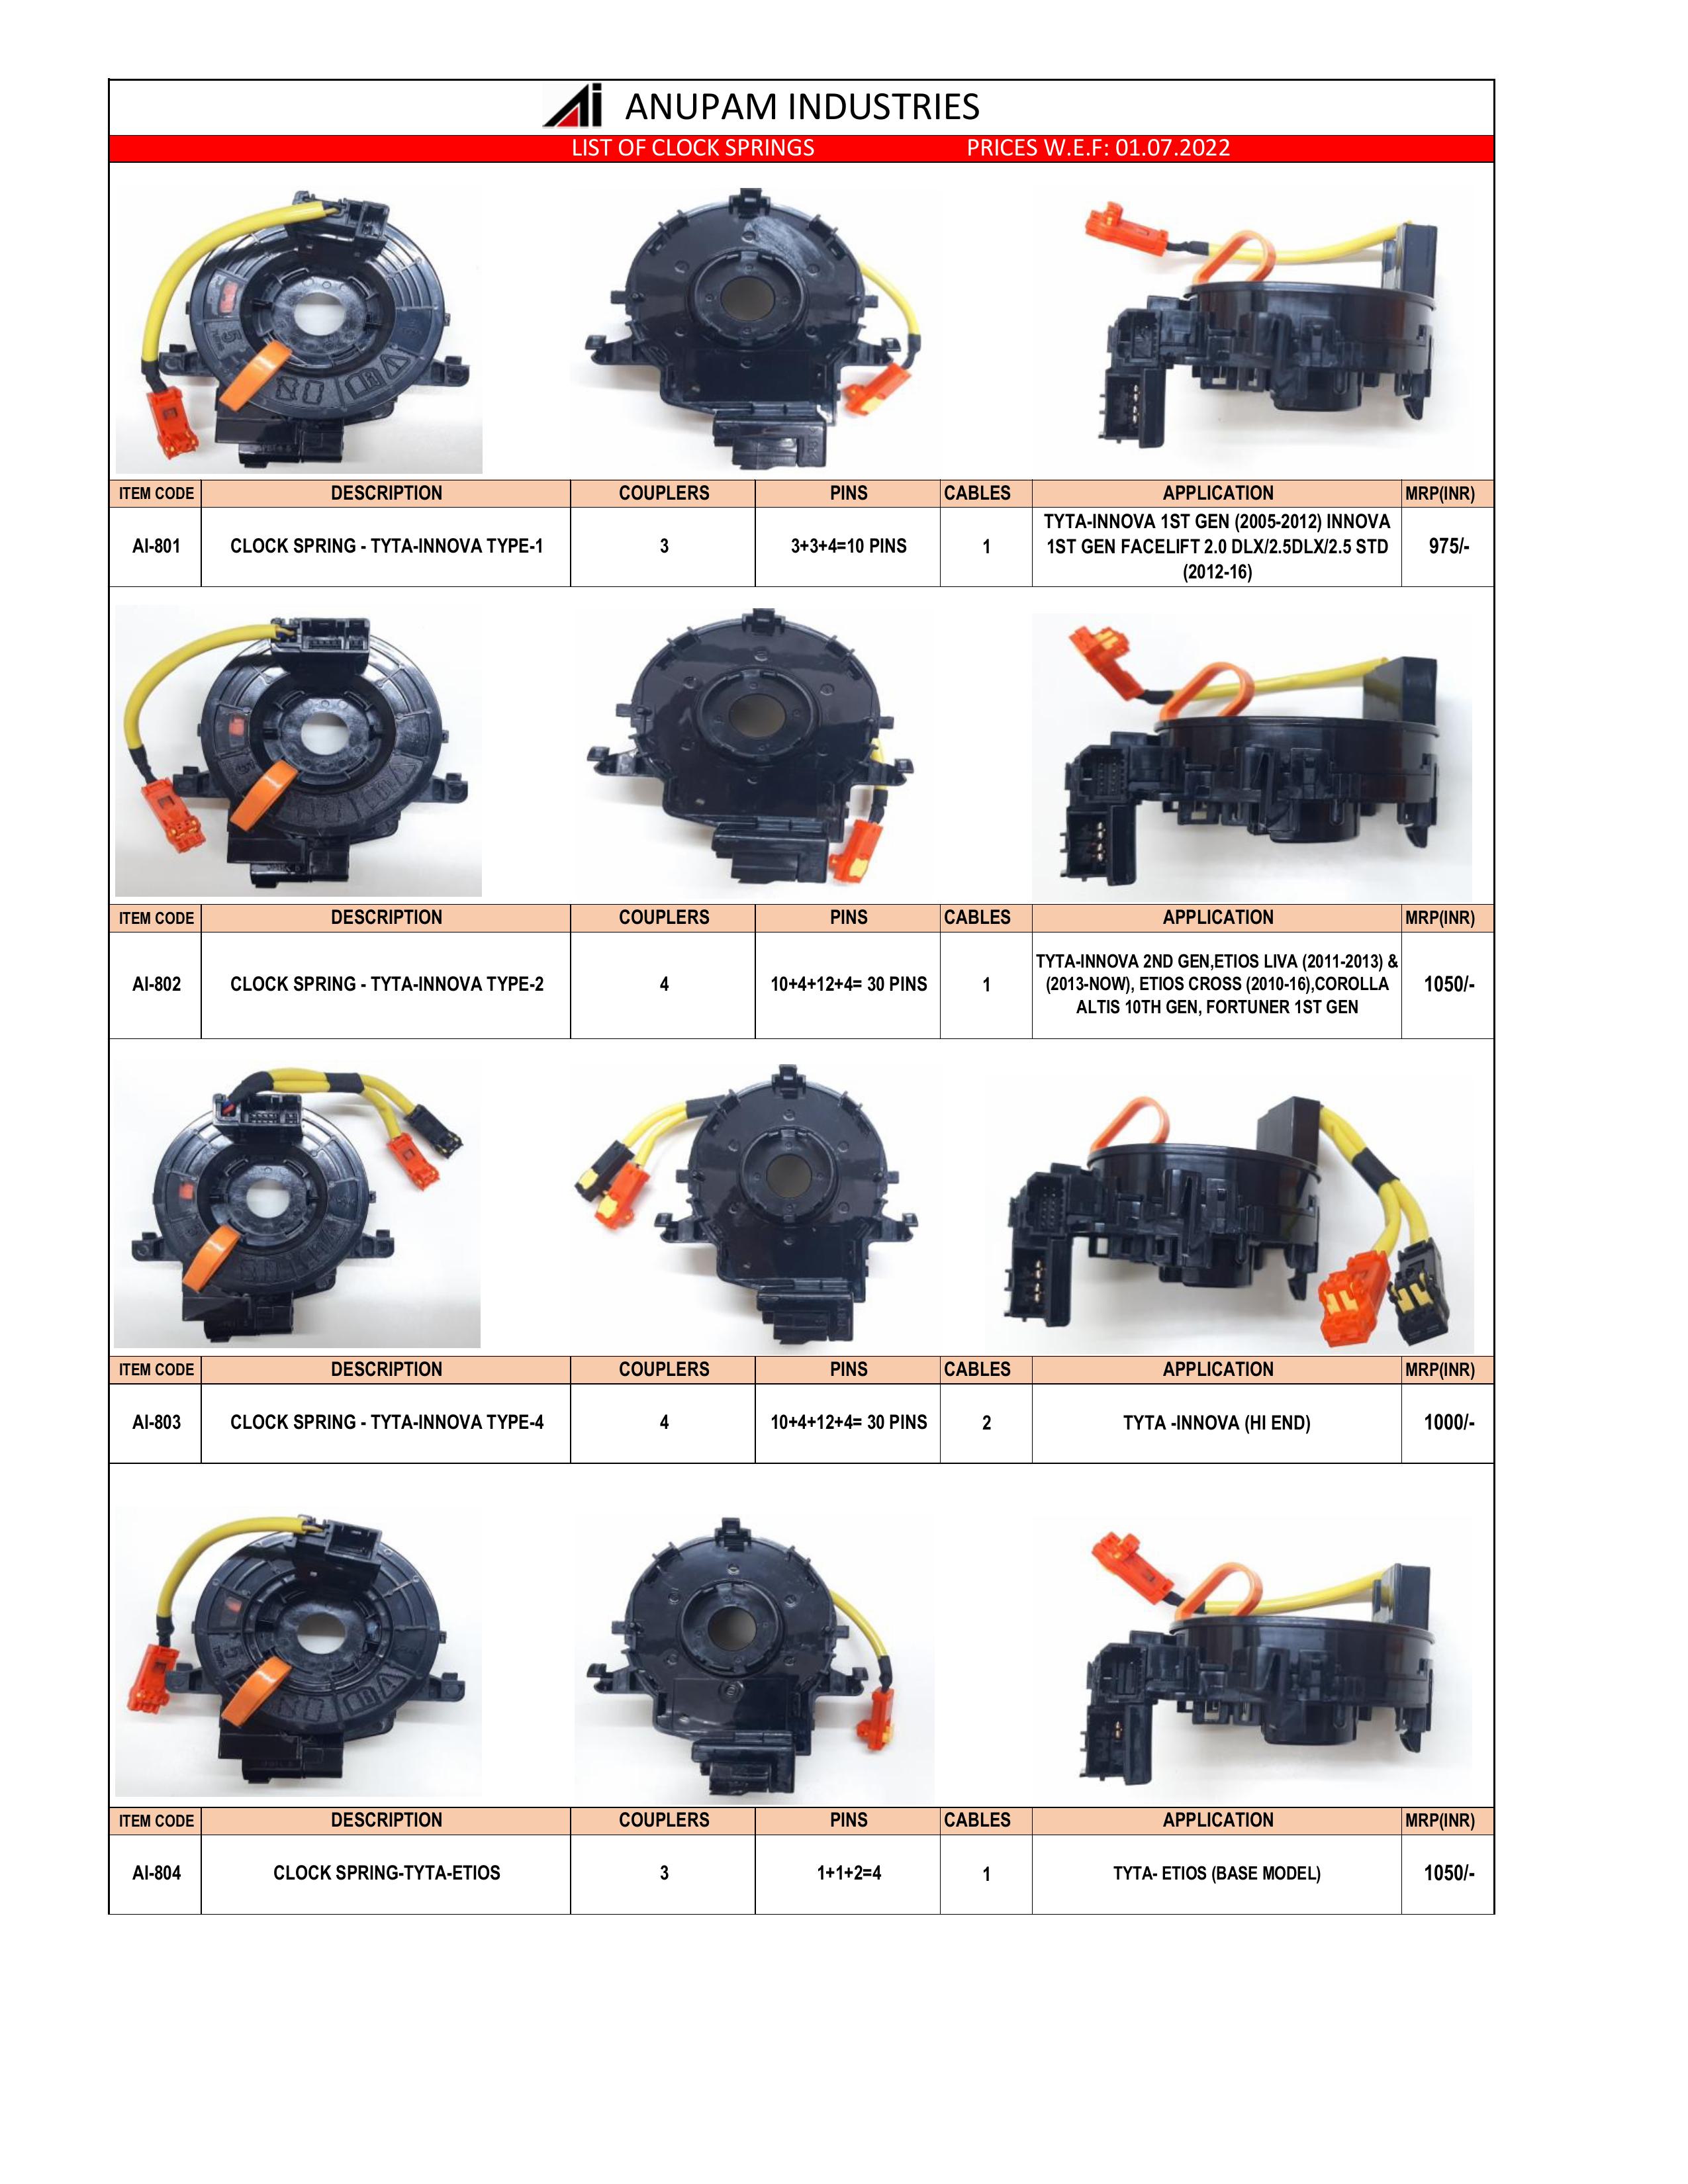 ANUPAM INDUSTRIES
LIST OF CLOCK SPRINGS PRICES W.E.F: 01.07.2022
ITEM CODE DESCRIPTION COUPLERS PINS CABLES APPLICATION MRP(INR)
AI-801 CLOCK SPRING - TYTA-INNOVA TYPE-1 3 3+3+4=10 PINS 1 TYTA-INNOVA 1ST GEN (2005-2012) INNOVA
1ST GEN FACELIFT 2.0 DLX/2.5DLX/2.5 STD
(2012-16) 975/-
ITEM CODE DESCRIPTION COUPLERS PINS CABLES APPLICATION MRP(INR)
AI-802 CLOCK SPRING - TYTA-INNOVA TYPE-2 4 10+4+12+4= 30 PINS 1 TYTA-INNOVA 2ND GEN,ETIOS LIVA (2011-2013) &
(2013-NOW), ETIOS CROSS (2010-16),COROLLA
ALTIS 10TH GEN, FORTUNER 1ST GEN 1050/-
ITEM CODE DESCRIPTION COUPLERS PINS CABLES APPLICATION MRP(INR)
AI-803 CLOCK SPRING - TYTA-INNOVA TYPE-4 4 10+4+12+4= 30 PINS 2 TYTA -INNOVA (HI END) 1000/-
ITEM CODE DESCRIPTION COUPLERS PINS CABLES APPLICATION MRP(INR)
AI-804 CLOCK SPRING-TYTA-ETIOS 3 1+1+2=4 1 TYTA- ETIOS (BASE MODEL) 1050/-